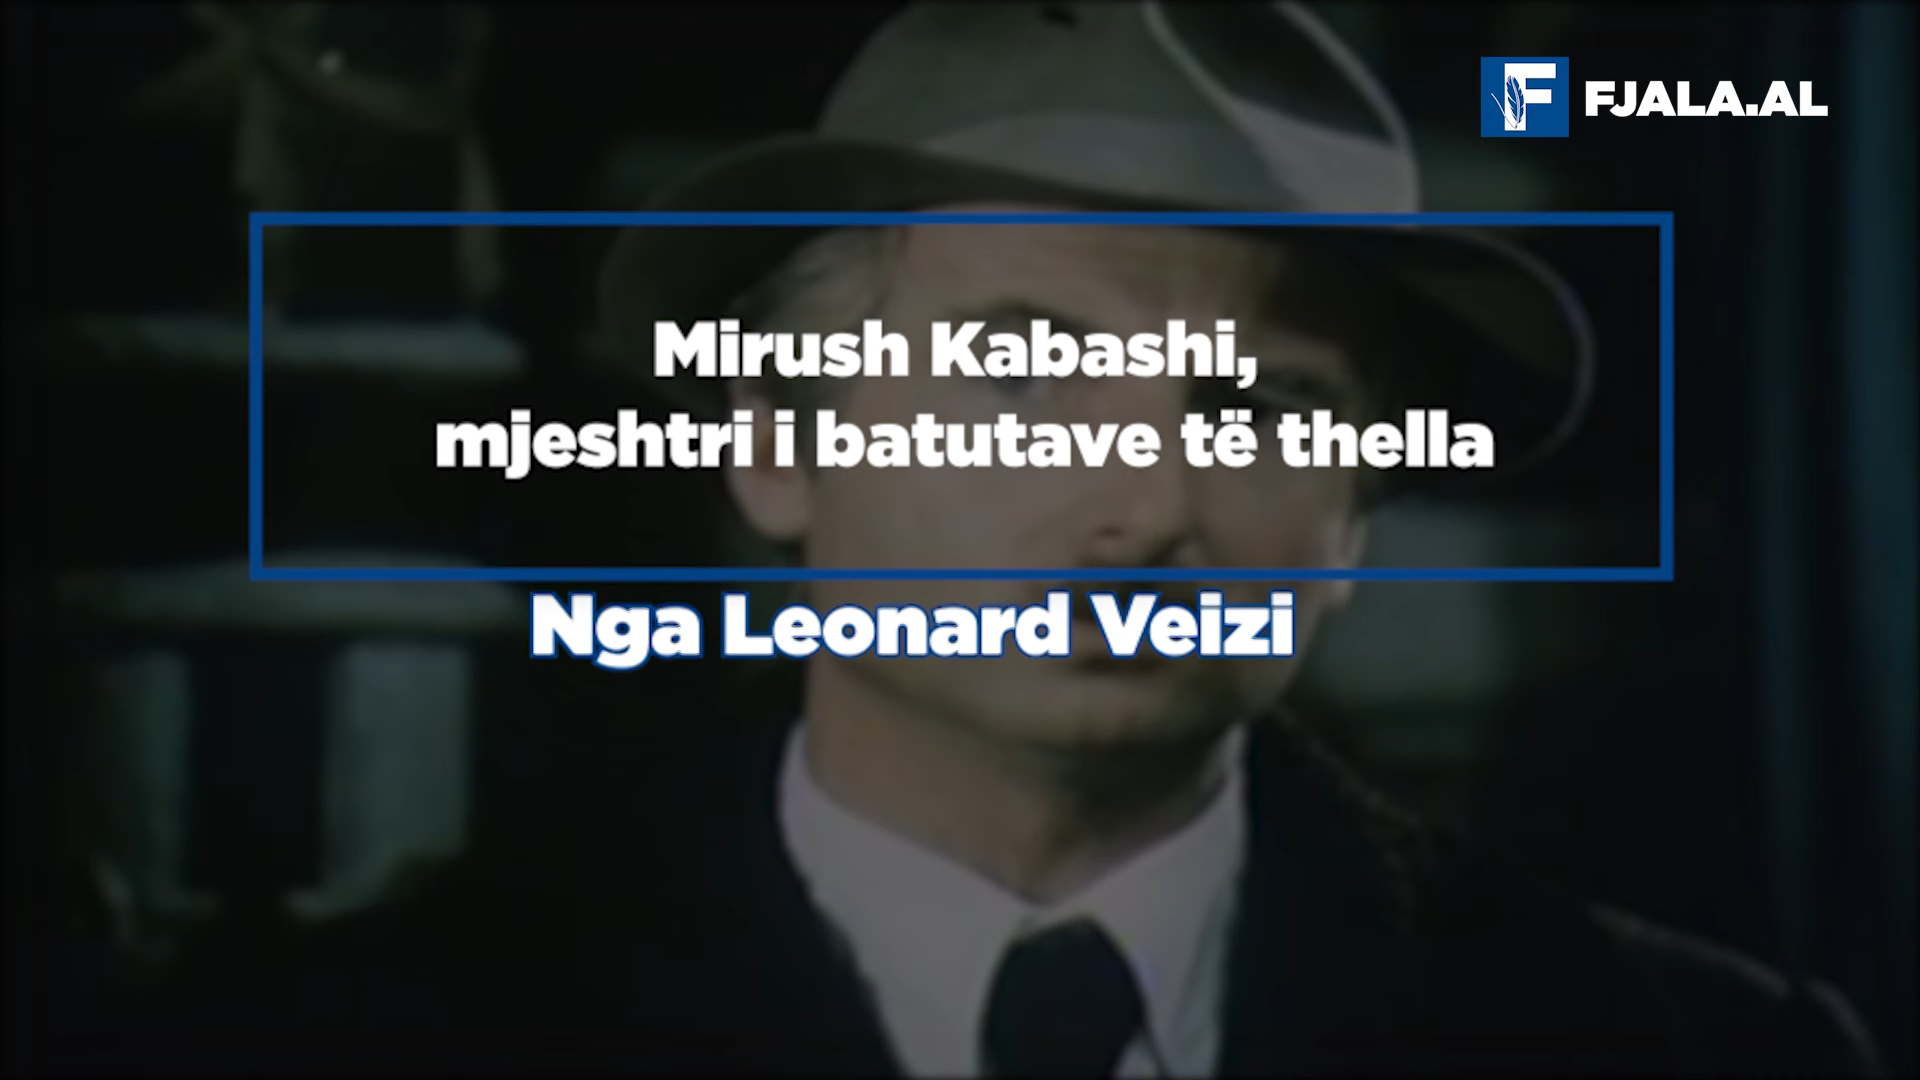 FJALA.AL
Mirush Kabashi,
mjeshtri i batutave të thella
Nga Leonard Veizi